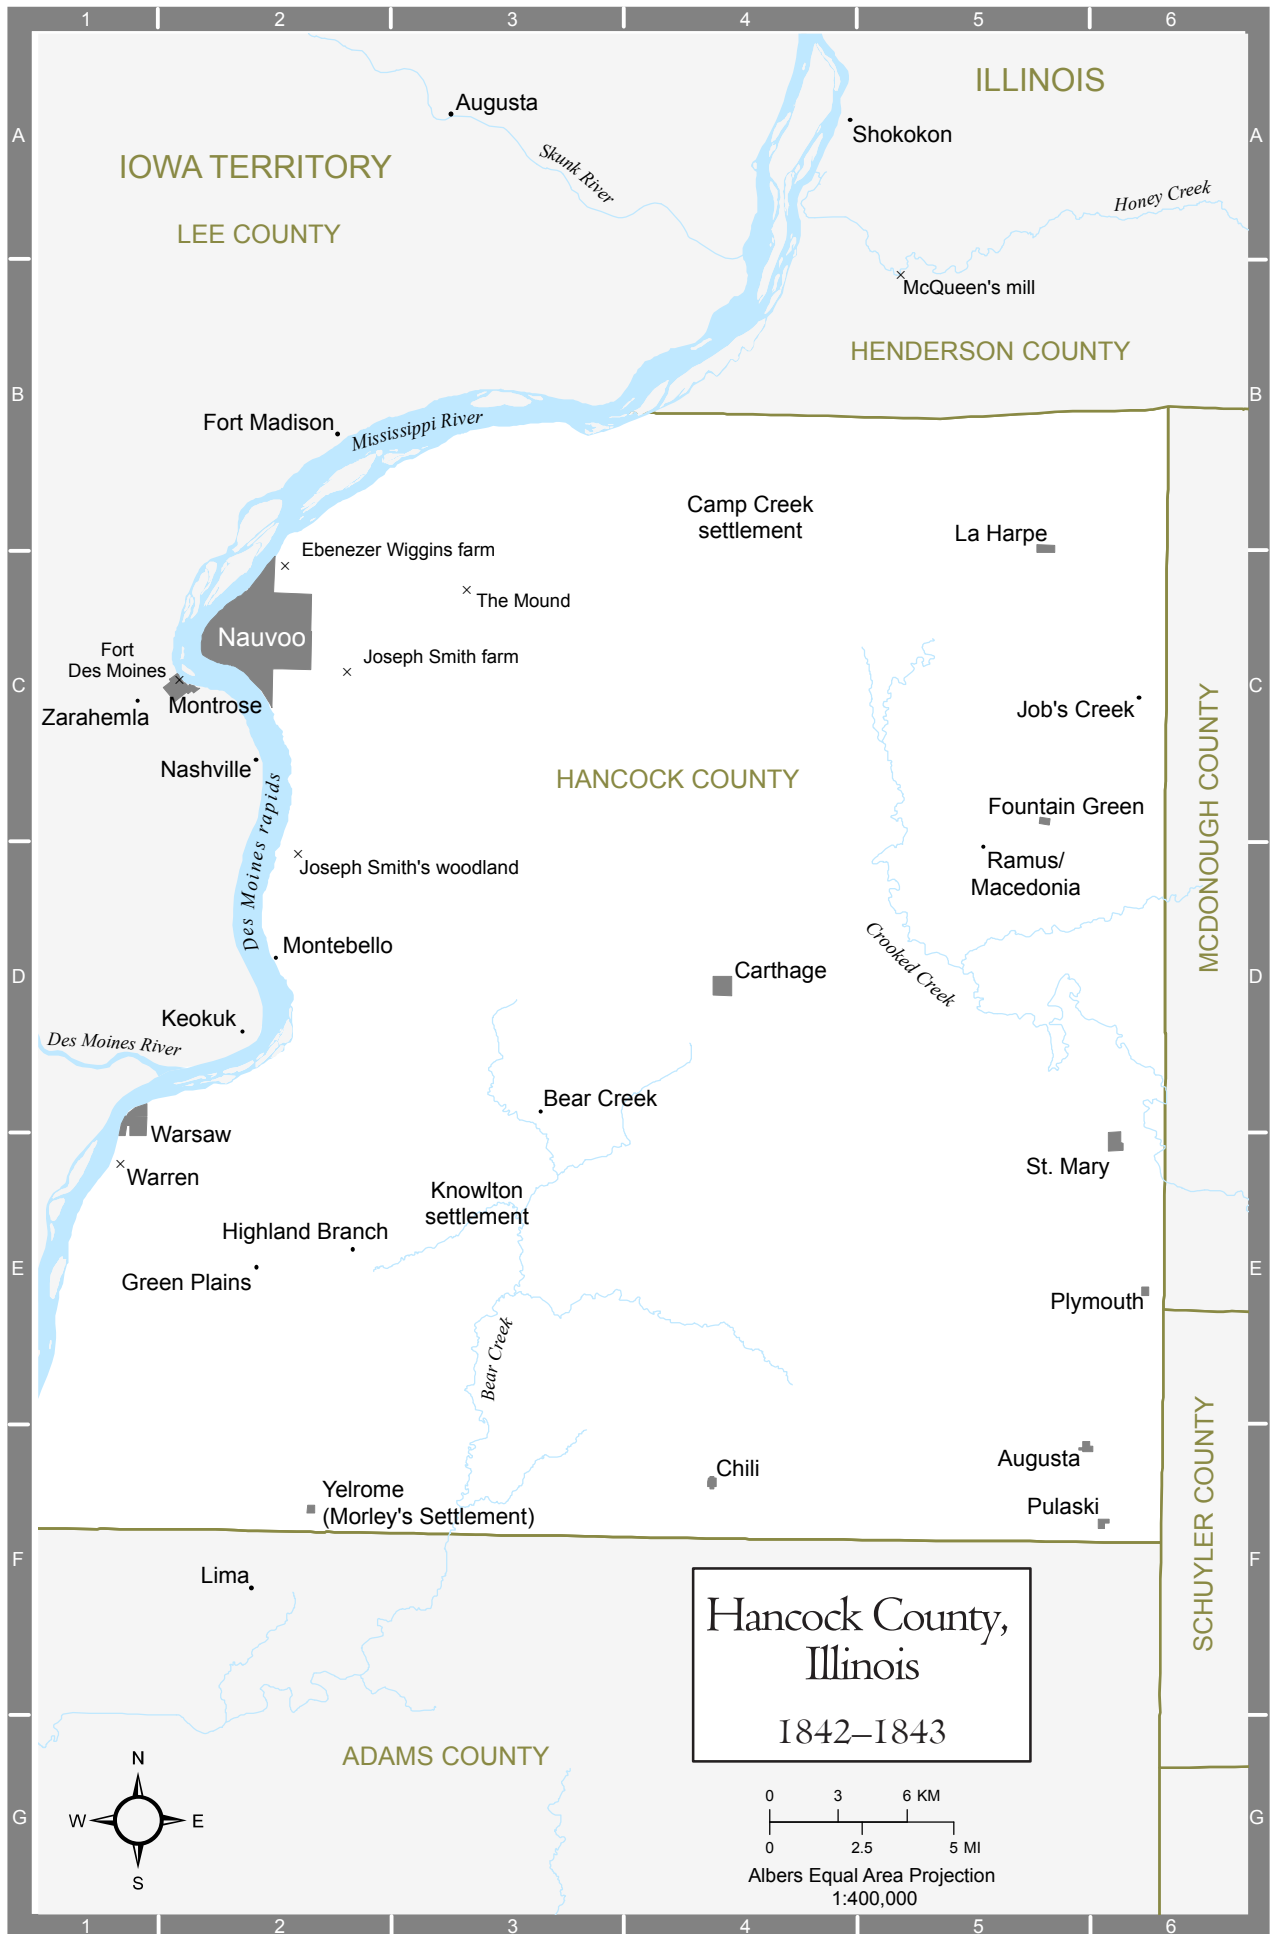 1 2 3 4 5 6
A A
B B
C C
D D
E E
F F
G G
ILLINOIS
Augusta
Shokokon
IOWA TERRITORY
Skunk River
Honey Creek
LEE COUNTY
McQueen's mill
HENDERSON COUNTY
Fort Madison
Mississippi River
Camp Creek
settlement
La Harpe
Ebenezer Wiggins farm
The Mound
Nauvoo
Joseph Smith farm
Fort
Des Moines
Montrose
Zarahemla
Job's Creek
Nashville
HANCOCK COUNTY
MCDONOUGH COUNTY
Des Moines rapids
Fountain Green
Joseph Smith's woodland
Ramus/
Macedonia
Crooked Creek
Montebello
Carthage
Keokuk
Des Moines River
Bear Creek
Warsaw
St. Mary
Warren
Knowlton
settlement
Highland Branch
Green Plains
Plymouth
Bear Creek
Augusta
Chili
Yelrome
(Morley's Settlement)
Pulaski
SCHUYLER COUNTY
Lima
Hancock County,
Illinois
1842–1843
ADAMS COUNTY
N
W E
S
0 3 6 KM
0 2.5 5 MI
Albers Equal Area Projection
1:400,000
1 2 3 4 5 6